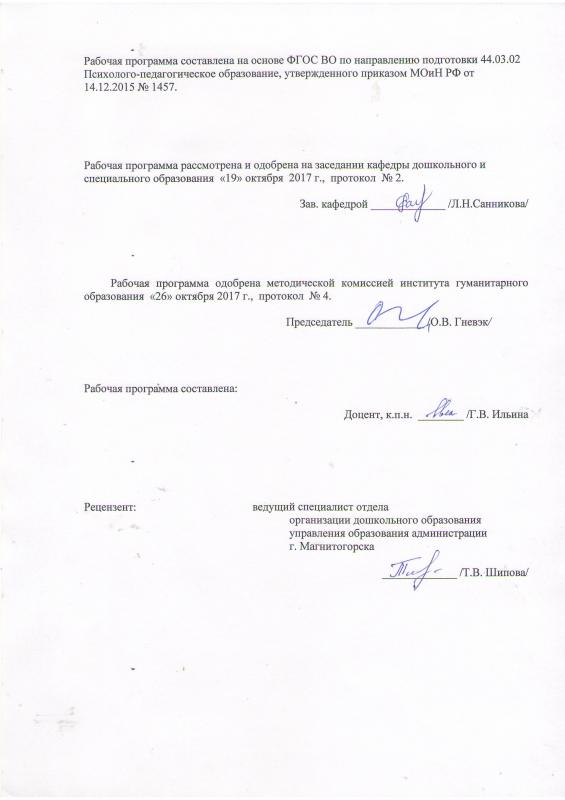 Рабочая программа составлена на основе ФГОС ВО по направлению подготовки 44.03.02
Психолого-педагогическое образование, утвержденного приказом МОиН РФ от
14.12.2015 № 1457.
Рабочая программа рассмотрена и одобрена на заседании кафедры дошкольного и
специального образования «19» октября 2017 г., протокол № 2.
Зав. кафедрой ______________ /Л.Н.Санникова/
Рабочая программа одобрена методической комиссией института гуманитарного
образования «26» октября 2017 г., протокол № 4.
Председатель ______________/О.В. Гневэк/
Рабочая программа составлена:
Доцент, к.п.н. _________ /Г.В. Ильина
Рецензент: ведущий специалист отдела
организации дошкольного образования
управления образования администрации
г. Магнитогорска
______________ /Т.В. Шипова/